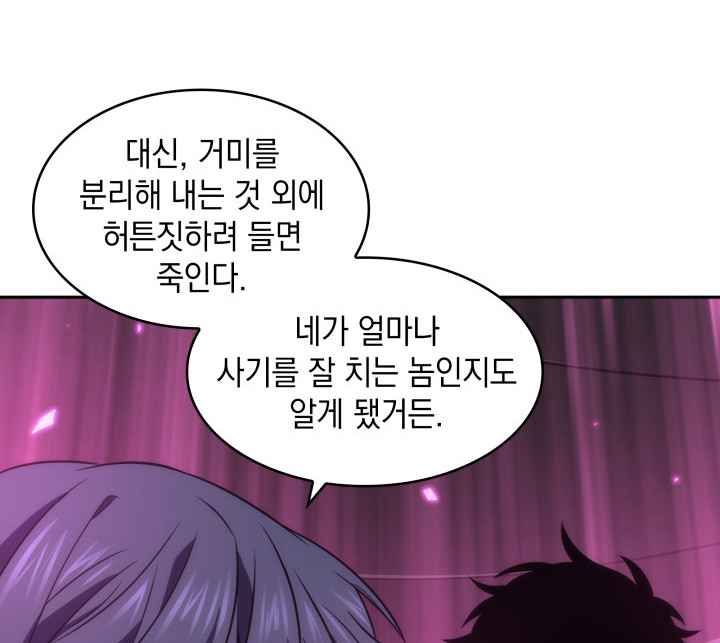 대신, 거미를
분리해 내는 것 외에
허튼짓하려 들면
죽인다.
네가 얼마나
사기를 잘 치는 놈인지도
알게 됐거든.